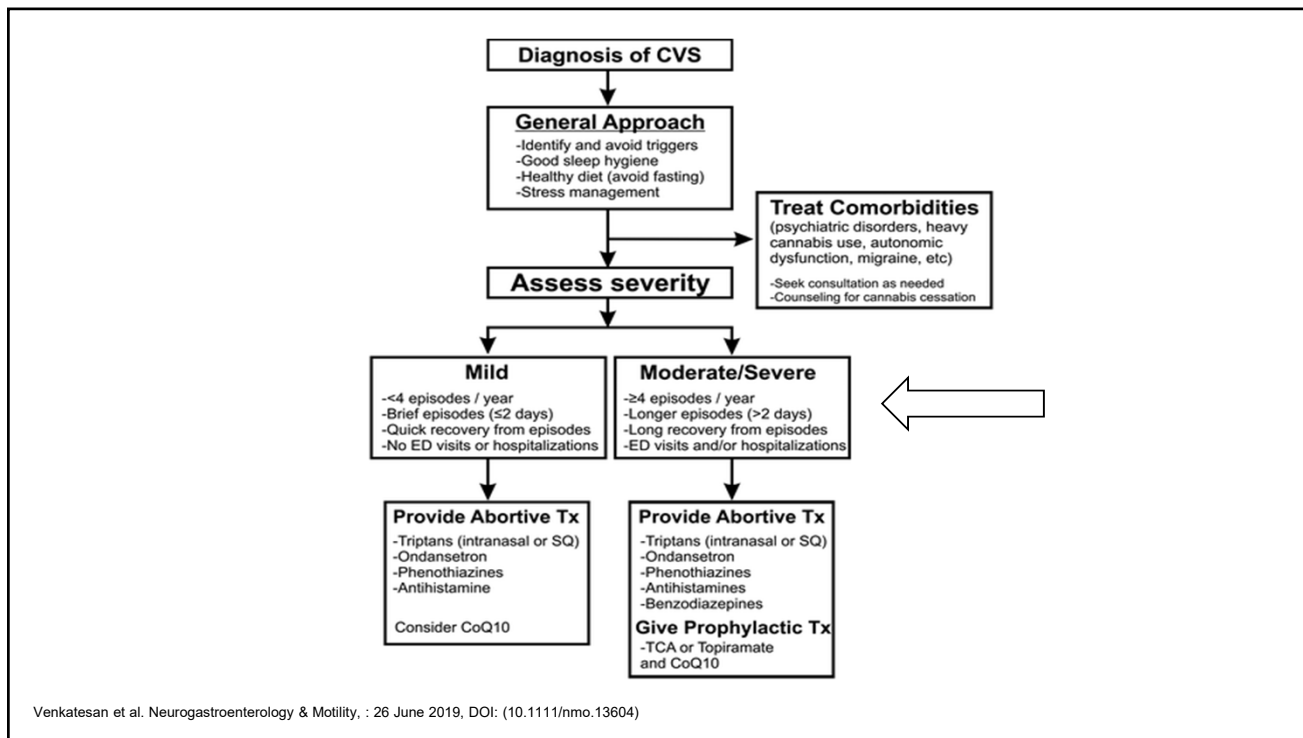 Diagnosis of CVS
General Approach
-Identify and avoid triggers
-Good sleep hygiene
-Healthy diet (avoid fasting)
-Stress management
Treat Comorbidities
(psychiatric disorders, heavy
cannabis use, autonomic
dysfunction, migraine, etc)
-Seek consultation as needed
-Counseling for cannabis cessation
Assess severity
Mild
-<4 episodes / year
-Brief episodes (≤2 days)
-Quick recovery from episodes
-No ED visits or hospitalizations
Moderate/Severe
-≥4 episodes / year
-Longer episodes (>2 days)
-Long recovery from episodes
-ED visits and/or hospitalizations
Provide Abortive Tx
-Triptans (intranasal or SQ)
-Ondansetron
-Phenothiazines
-Antihistamine
Consider CoQ10
Provide Abortive Tx
-Triptans (intranasal or SQ)
-Ondansetron
-Phenothiazines
-Antihistamines
-Benzodiazepines
Give Prophylactic Tx
-TCA or Topiramate
and CoQ10
Venkatesan et al. Neurogastroenterology & Motility, : 26 June 2019, DOI: (10.1111/nmo.13604)